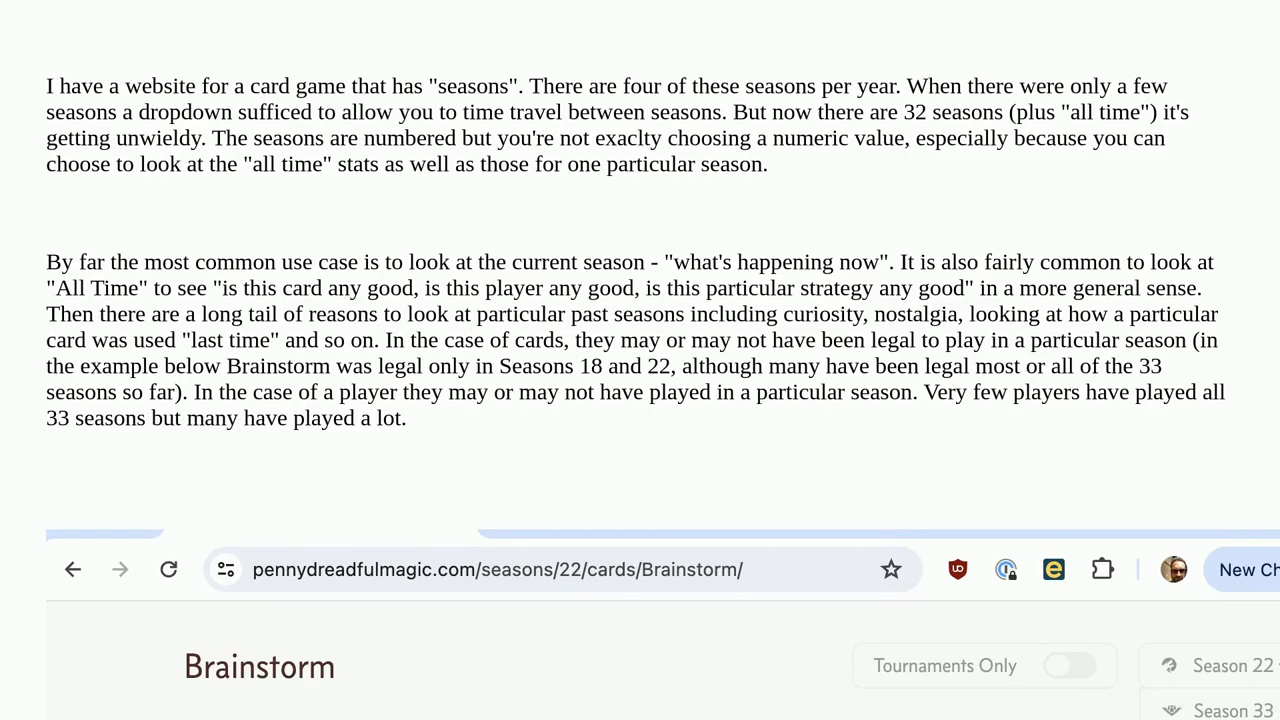 I have a website for a card game that has "seasons". There are four of these seasons per year. When there were only a few
seasons a dropdown sufficed to allow you to time travel between seasons. But now there are 32 seasons (plus "all time") it's
getting unwieldy. The seasons are numbered but you're not exaclty choosing a numeric value, especially because you can
choose to look at the "all time" stats as well as those for one particular season.
By far the most common use case is to look at the current season - "what's happening now". It is also fairly common to look at
"All Time" to see "is this card any good, is this player any good, is this particular strategy any good" in a more general sense.
Then there are a long tail of reasons to look at particular past seasons including curiosity, nostalgia, looking at how a particular
card was used "last time" and so on. In the case of cards, they may or may not have been legal to play in a particular season (in
the example below Brainstorm was legal only in Seasons 18 and 22, although many have been legal most or all of the 33
seasons so far). In the case of a player they may or may not have played in a particular season. Very few players have played all
33 seasons but many have played a lot.
pennydreadfulmagic.com/seasons/22/cards/Brainstorm/
New Ch
Brainstorm
Tournaments Only
Season 22
Season 33